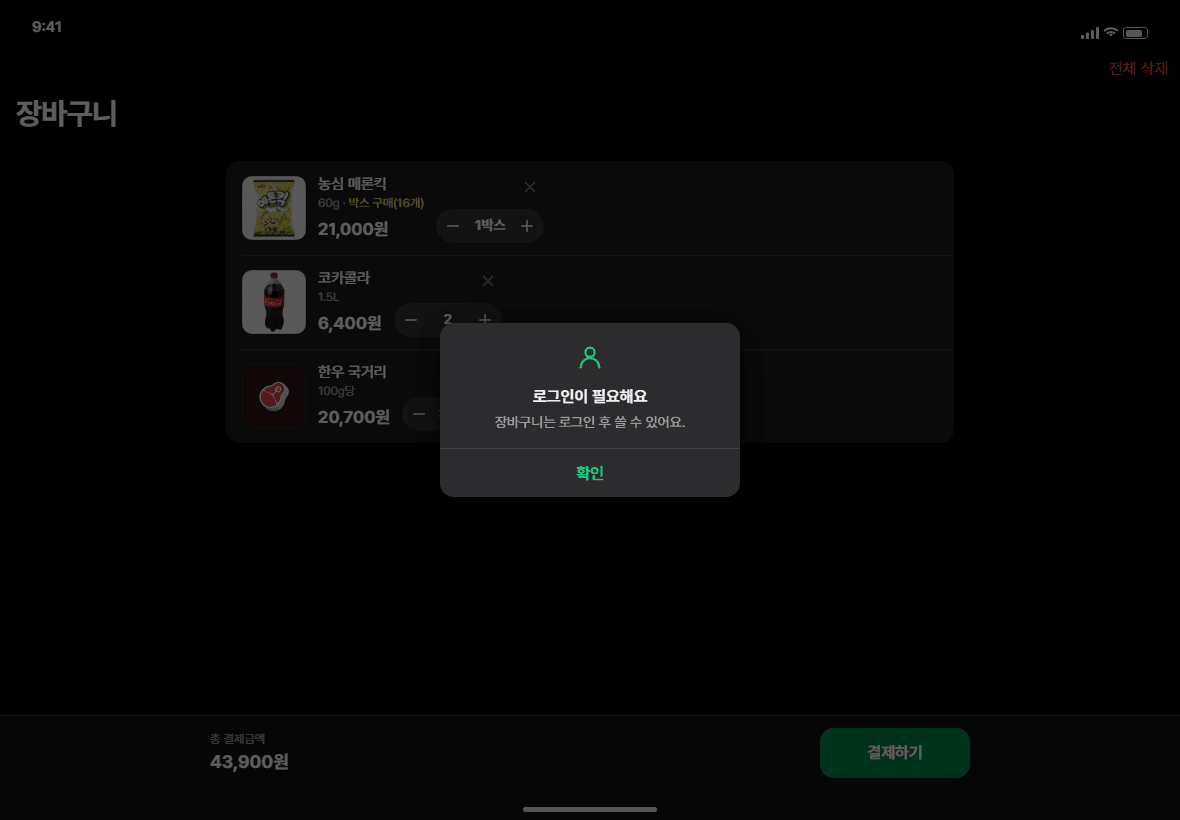 9:41
전체 삭제
장바구니
농심 메론킥
60g · 박스 구매(16개)
21,000원
1박스
메론킥
코카콜라
1.5L
6,400원
2
한우 국거리
100g당
20,700원
로그인이 필요해요
장바구니는 로그인 후 쓸 수 있어요.
확인
총 결제금액
43,900원
결제하기